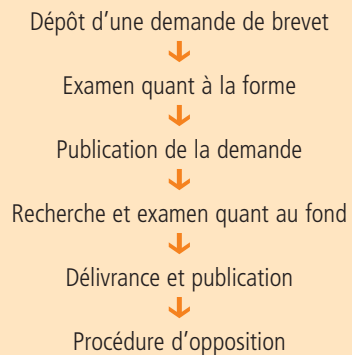 Dépôt d’une demande de brevet
Examen quant à la forme
Publication de la demande
Recherche et examen quant au fond
Délivrance et publication
Procédure d’opposition